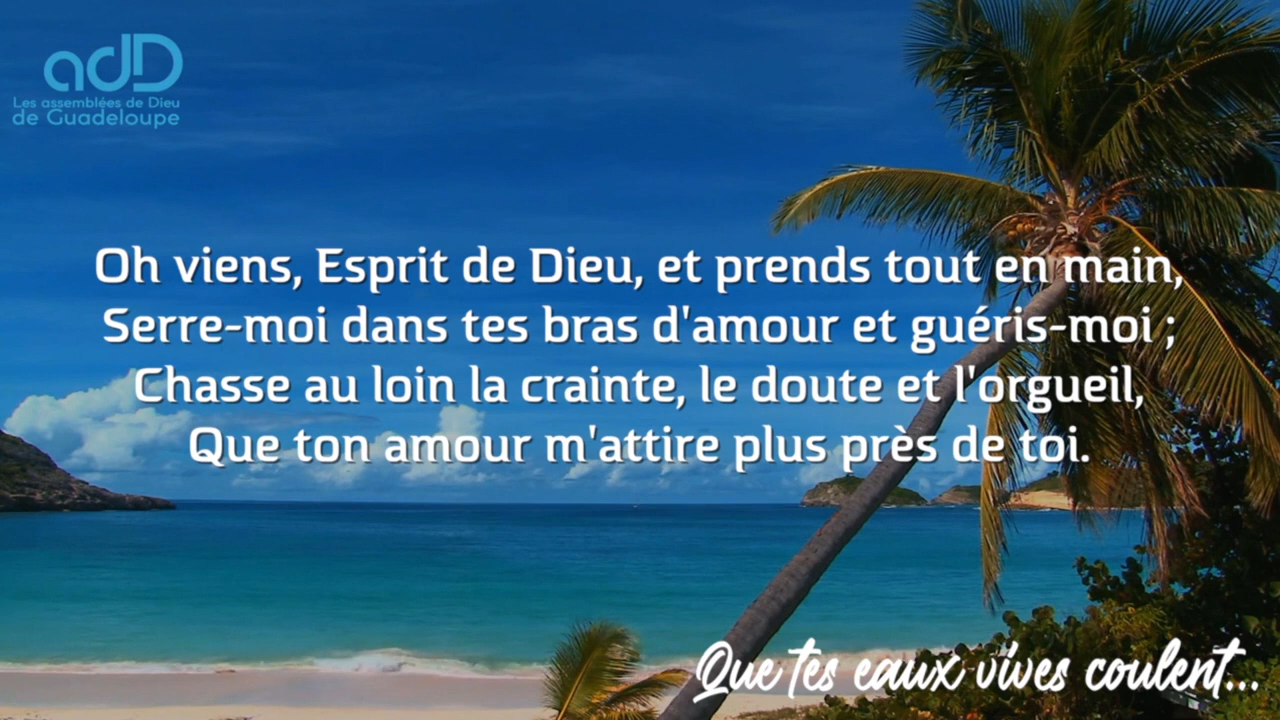 adD
Les assemblées de Dieu
de Guadeloupe
Oh viens, Esprit de Dieu, et prends tout en main,
Serre-moi dans tes bras d'amour et guéris-moi ;
Chasse au loin la crainte, le doute et l'orgueil,
Que ton amour m'attire plus près de toi.
Que tes eaux vives coulent...